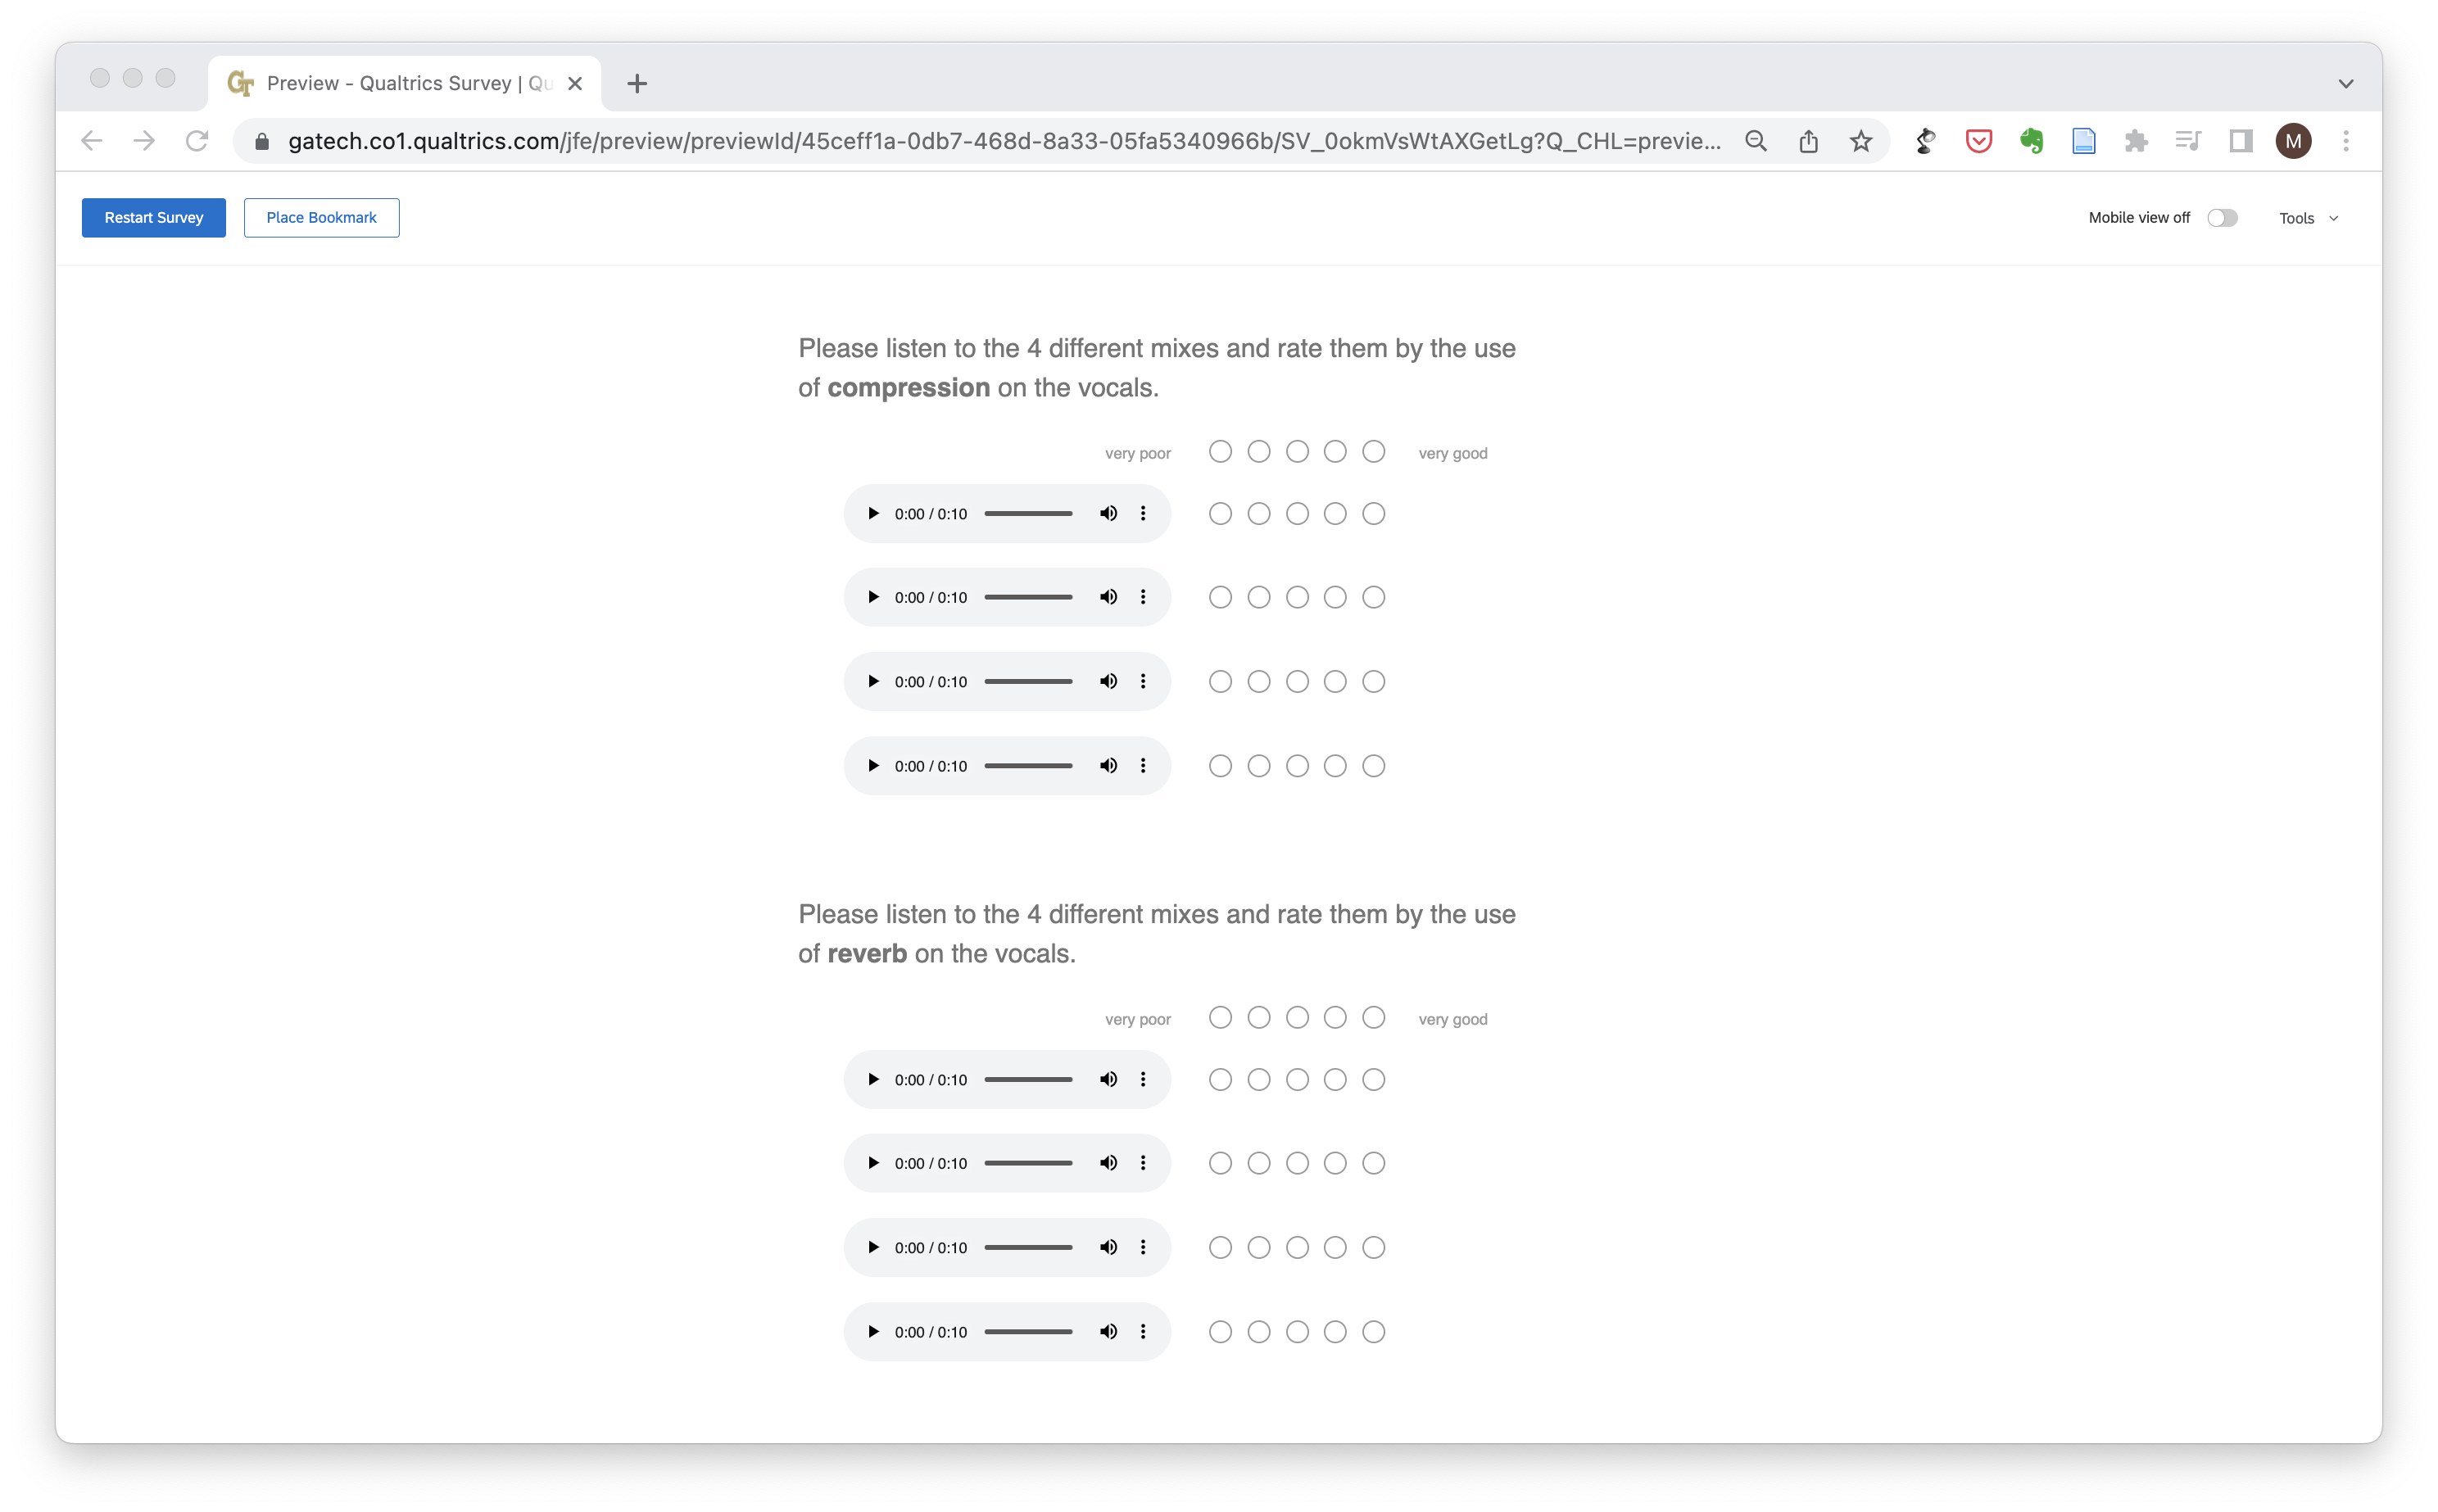 GT Preview - Qualtrics Survey | Qu
gatech.co1.qualtrics.com/jfe/preview/previewId/45ceff1a-0db7-468d-8a33-05fa5340966b/SV_0okmVsWtAXGetLg?Q_CHL=previe... M
Restart Survey Place Bookmark Mobile view off Tools
Please listen to the 4 different mixes and rate them by the use
of compression on the vocals.
very poor very good
0:00 / 0:10
0:00 / 0:10
0:00 / 0:10
0:00 / 0:10
Please listen to the 4 different mixes and rate them by the use
of reverb on the vocals.
very poor very good
0:00 / 0:10
0:00 / 0:10
0:00 / 0:10
0:00 / 0:10